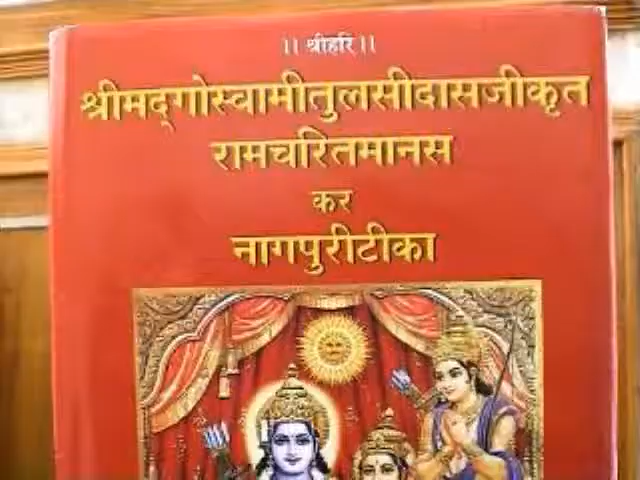 ।। श्रीहरि ।।
श्रीमद्गोस्वामीतुलसीदासजीकृत
रामचरितमानस
कर
नागपुरीटीका